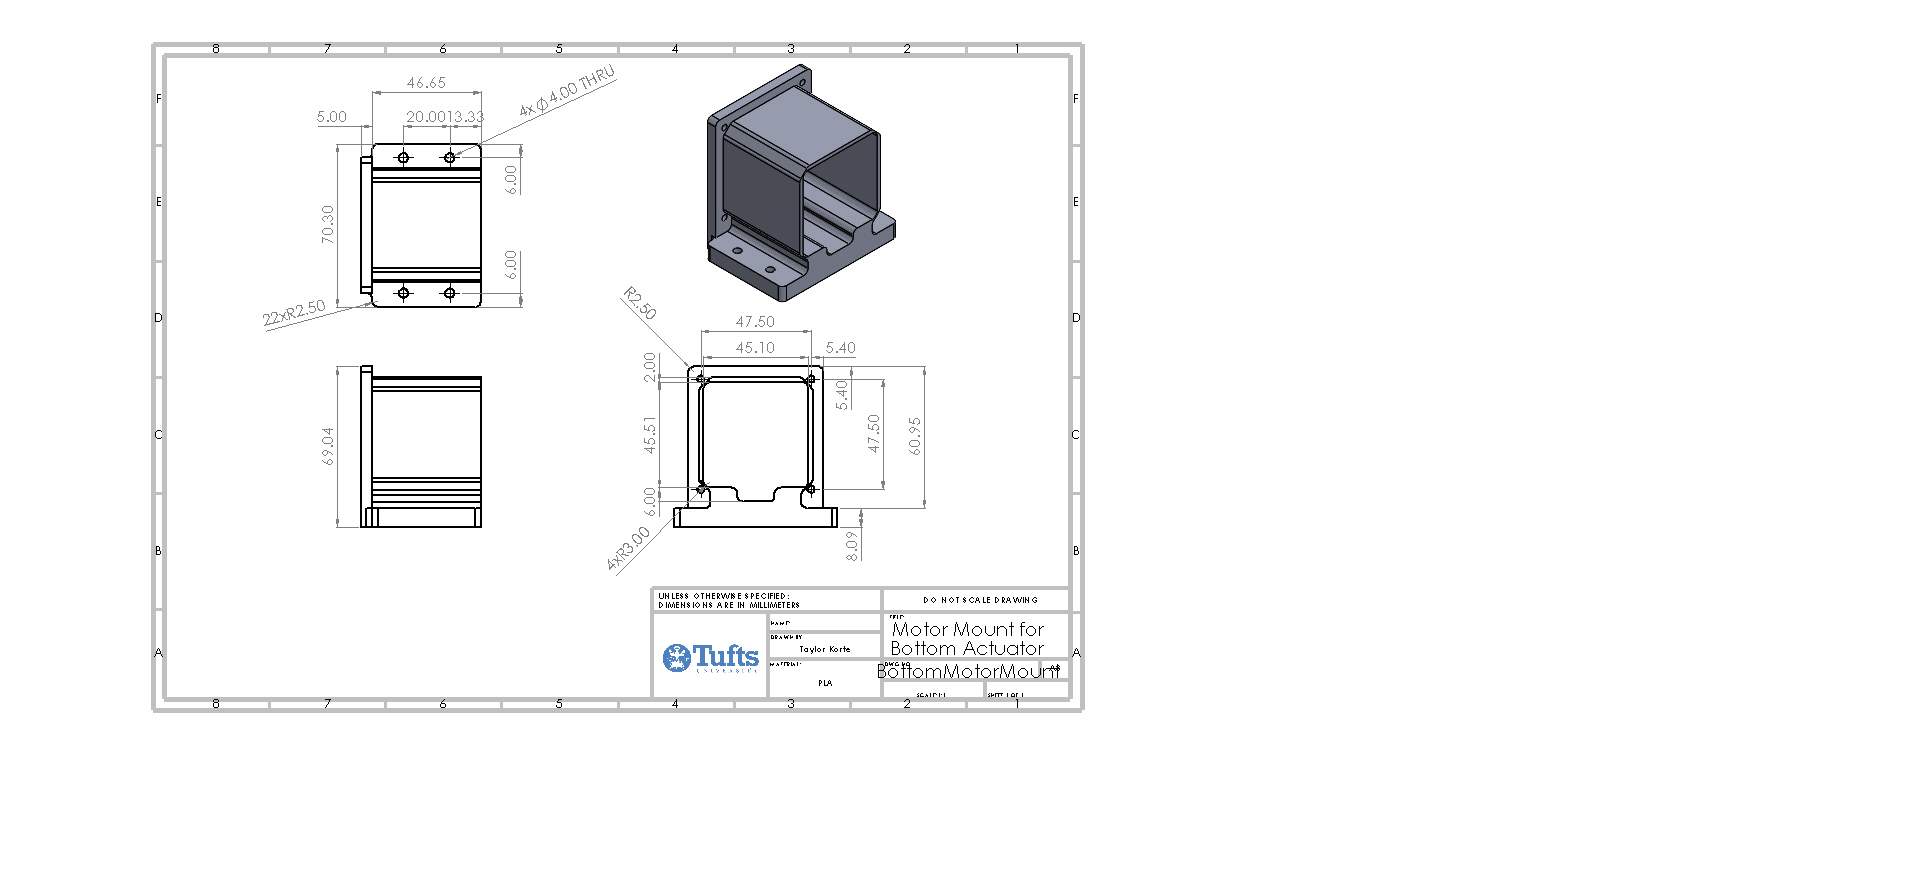 8 7 6 5 4 3 2 1
F F
E E
D D
C C
B B
A A
46.65
5.00
20.00
13.33
4x Ø4.00 THRU
6.00
70.30
6.00
22xR2.50
69.04
R2.50
47.50
45.10
5.40
2.00
5.40
45.51
47.50
60.95
6.00
4xR3.00
8.09
UNLESS OTHERWISE SPECIFIED:
DIMENSIONS ARE IN MILLIMETERS
DO NOT SCALE DRAWING
NAME
DRAWN BY
Taylor Korte
MATERIAL
PLA
Tufts
UNIVERSITY
TITLE:
Motor Mount for
Bottom Actuator
DWG NO.
BottomMotorMount
SCALE:1:1
SHEET 1 OF 1
8 7 6 5 4 3 2 1